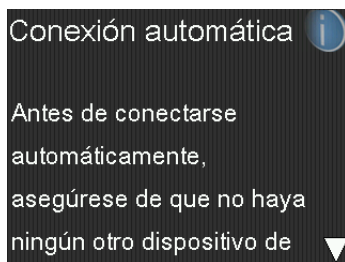 Conexión automática
Antes de conectarse
automáticamente,
asegúrese de que no haya
ningún otro dispositivo de